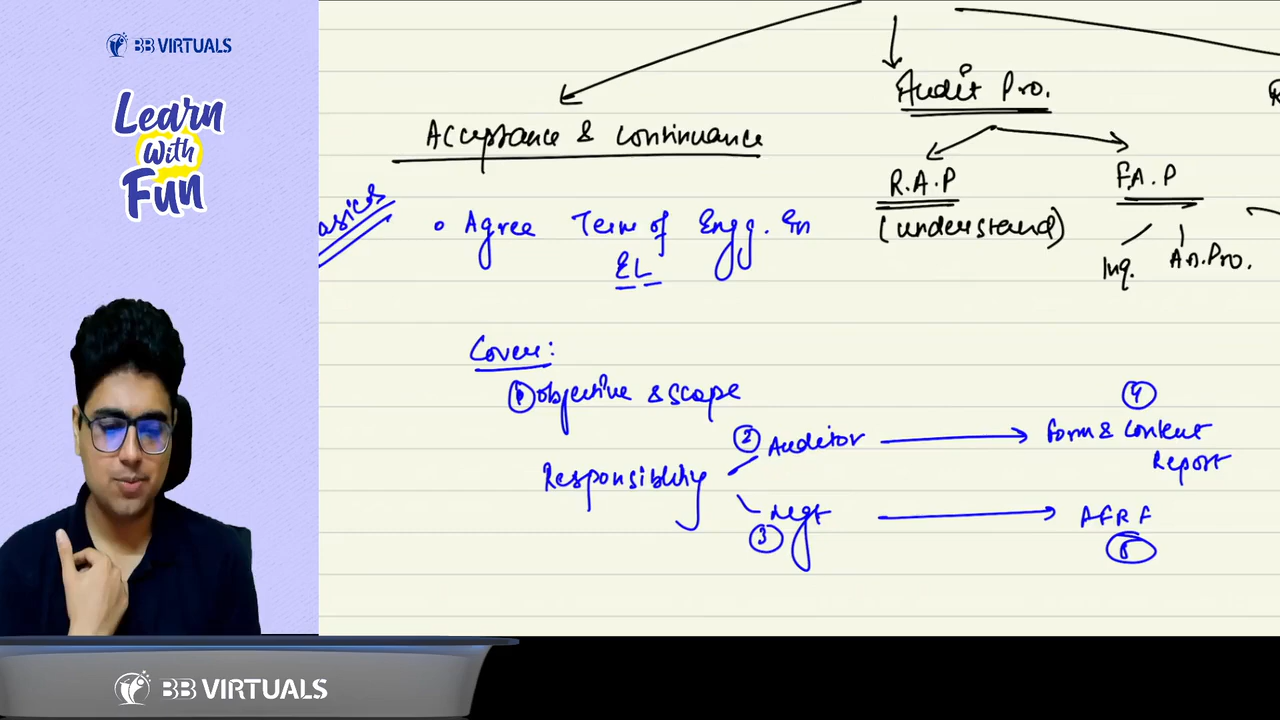 BB VIRTUALS
Learn
With
Fun
Audit Pro.
Acceptance & Continuance
R.A.P
F.A.P
(understand)
Inq.
An.Pro.
• Agree Term of Engg. in
EL
Cover:
① Objective & Scope
Responsibility
② Auditor
④
Form & Content
Report
Mgt
③
AFRF
⑤
BB VIRTUALS